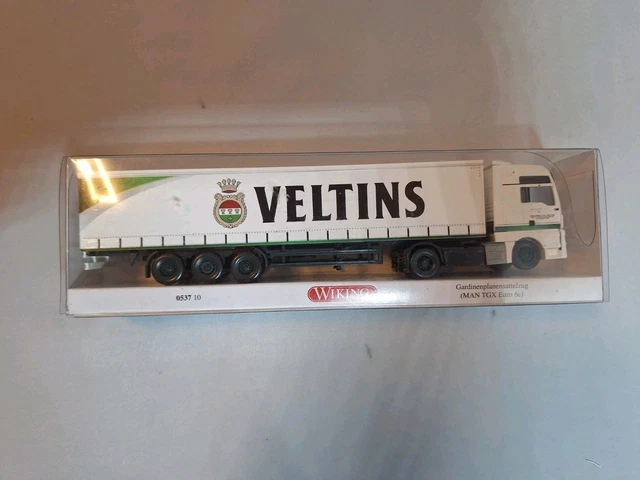 VELTINS
0537 10
WIKING
Gardinenplanensattelzug
(MAN TGX Euro 6c)